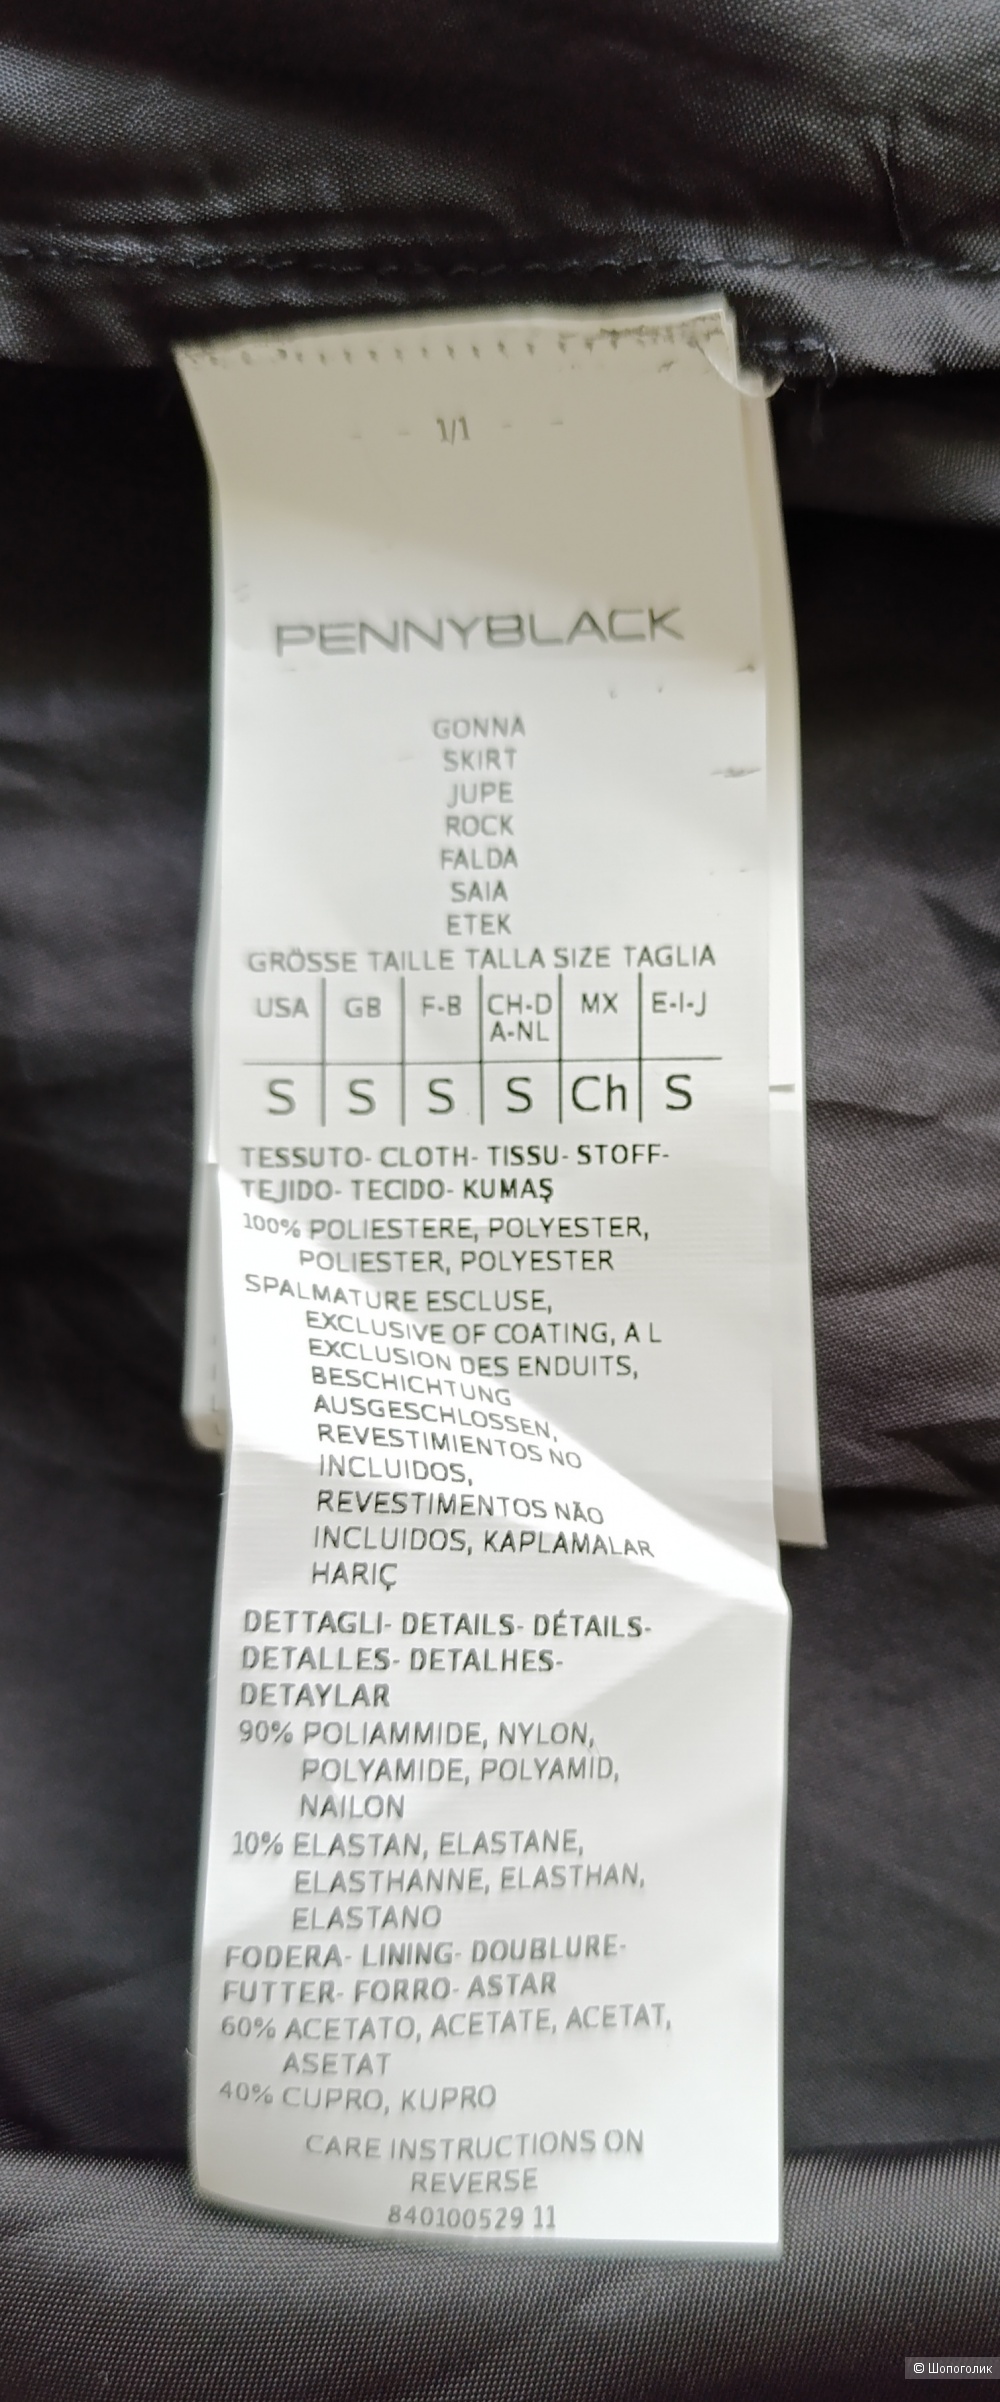 - - 1/1 - -
PENNYBLACK
GONNA
SKIRT
JUPE
ROCK
FALDA
SAIA
ETEK
GRÖSSE TAILLE TALLA SIZE TAGLIA
USA GB F-B CH-D A-NL MX E-I-J
S S S S Ch S
TESSUTO- CLOTH- TISSU- STOFF-
TEJIDO- TECIDO- KUMAŞ
100% POLIESTERE, POLYESTER,
POLIESTER, POLYESTER
SPALMATURE ESCLUSE,
EXCLUSIVE OF COATING, A L
EXCLUSION DES ENDUITS,
BESCHICHTUNG
AUSGESCHLOSSEN,
REVESTIMIENTOS NO
INCLUIDOS,
REVESTIMENTOS NÃO
INCLUIDOS, KAPLAMALAR
HARIÇ
DETTAGLI- DETAILS- DÉTAILS-
DETALLES- DETALHES-
DETAYLAR
90% POLIAMMIDE, NYLON,
POLYAMIDE, POLYAMID,
NAILON
10% ELASTAN, ELASTANE,
ELASTHANNE, ELASTHAN,
ELASTANO
FODERA- LINING- DOUBLURE-
FUTTER- FORRO- ASTAR
60% ACETATO, ACETATE, ACETAT,
ASETAT
40% CUPRO, KUPRO
CARE INSTRUCTIONS ON
REVERSE
840100529 11
© Шопоголик